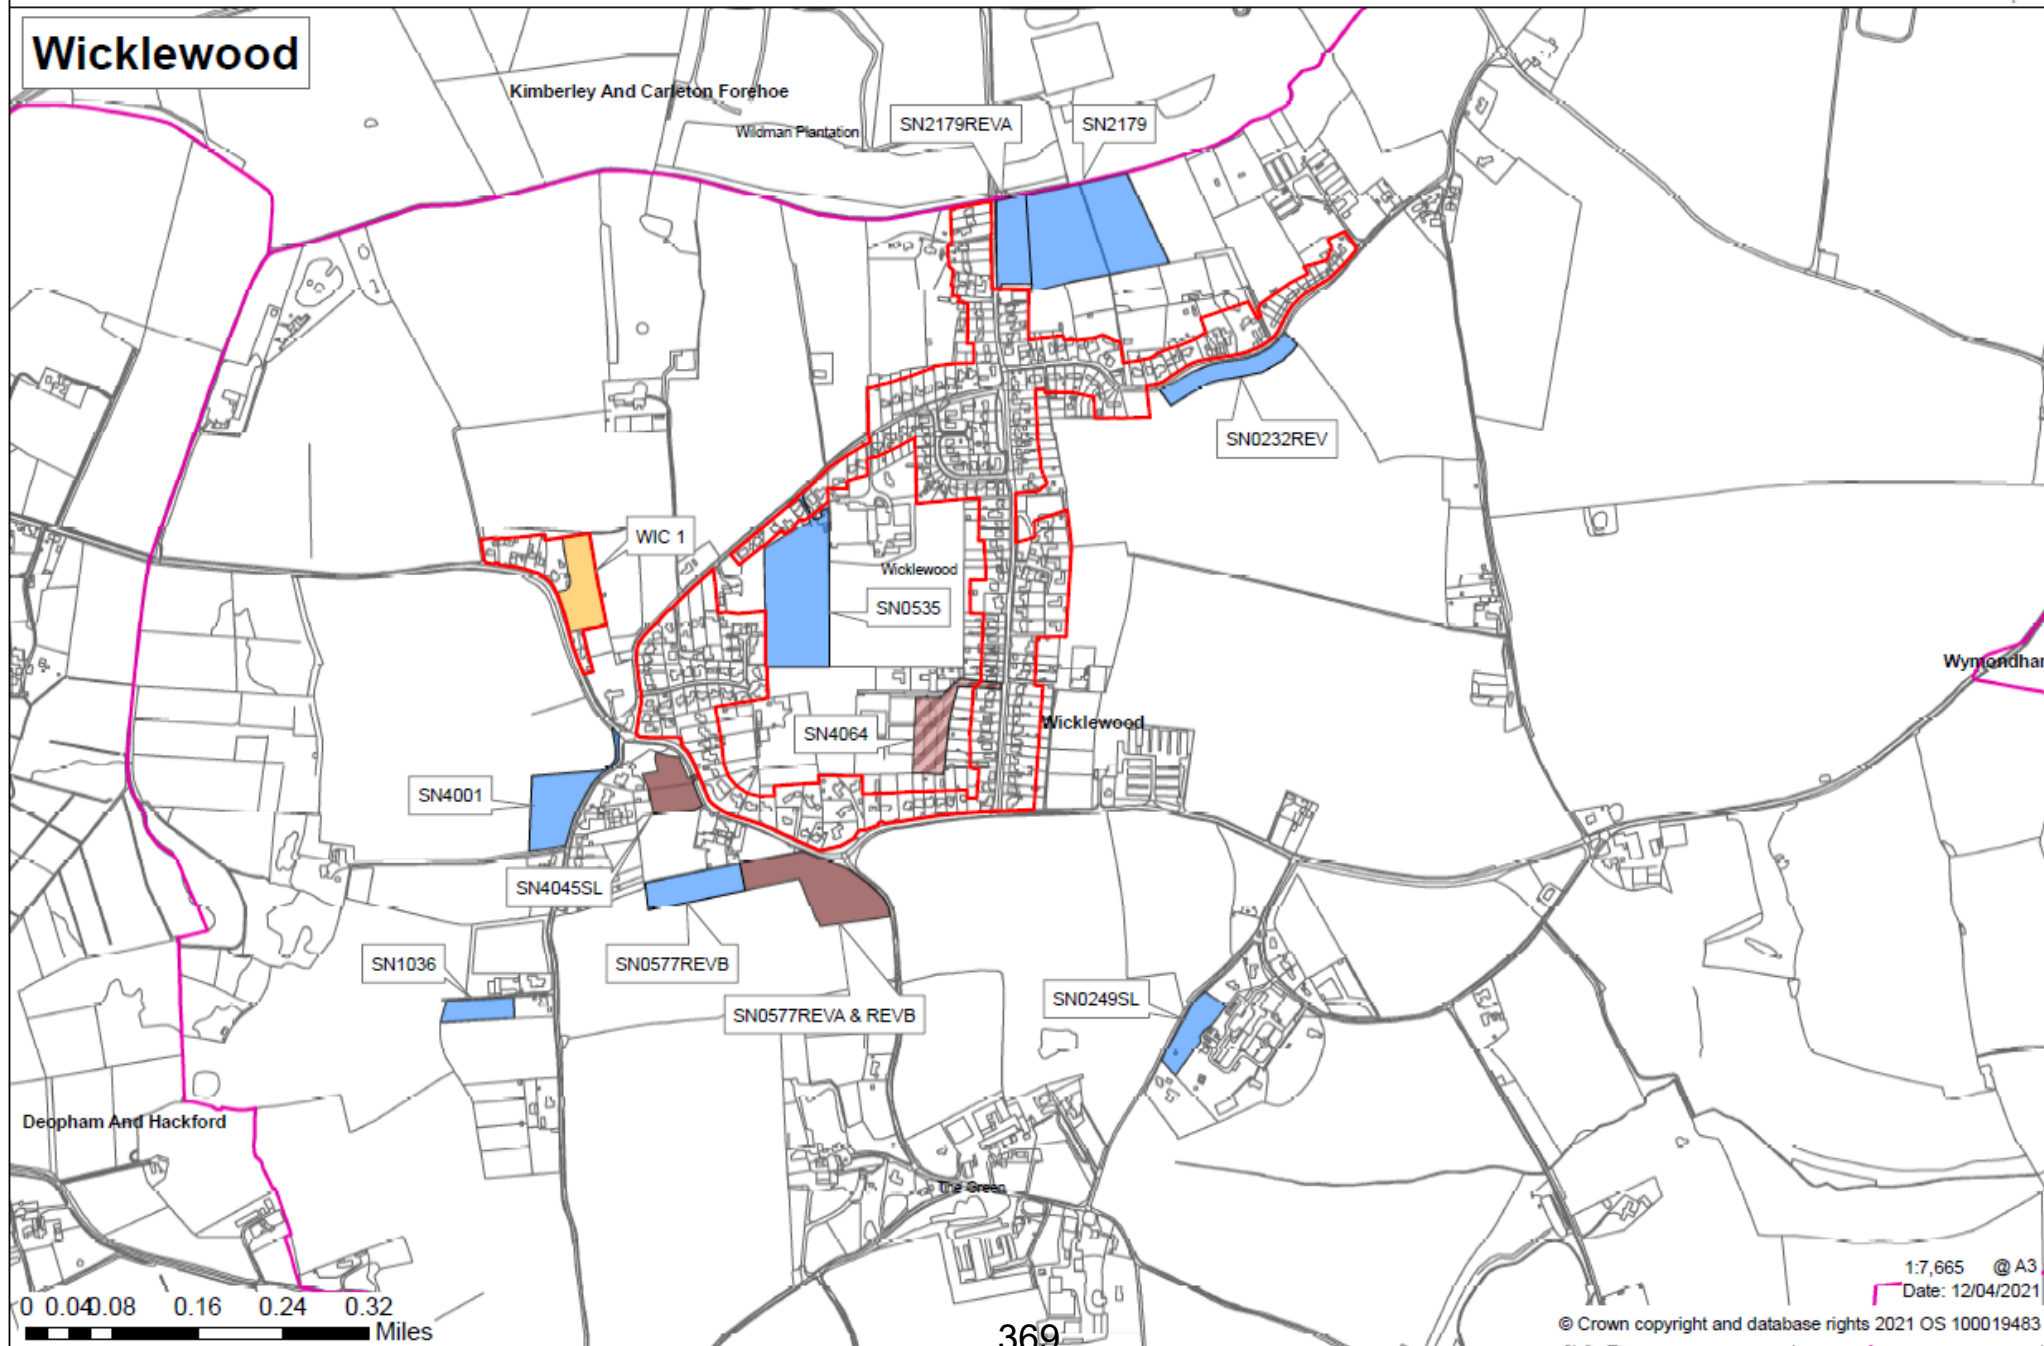 Wicklewood
Kimberley And Carleton Forehoe
Wildman Plantation
SN2179REVA
SN2179
SN0232REV
WIC 1
Wicklewood
SN0535
Wymondha
SN4064
Wicklewood
SN4001
SN4045SL
SN1036
SN0577REVB
SN0577REVA & REVB
SN0249SL
Deopham And Hackford
The Green
1:7,665 @ A3
Date: 12/04/2021
0 0.04 0.08 0.16 0.24 0.32
Miles
369
© Crown copyright and database rights 2021 OS 100019483